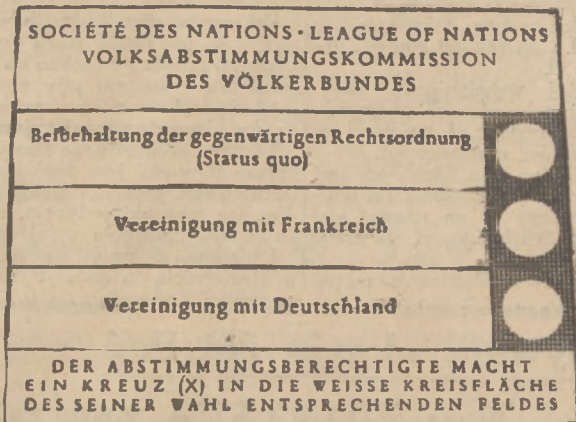 SOCIÉTÉ DES NATIONS · LEAGUE OF NATIONS
VOLKSABSTIMMUNGSKOMMISSION
DES VÖLKERBUNDES
Beibehaltung der gegenwärtigen Rechtsordnung
(Status quo)
Vereinigung mit Frankreich
Vereinigung mit Deutschland
DER ABSTIMMUNGSBERECHTIGTE MACHT
EIN KREUZ (X) IN DIE WEISSE KREISFLÄCHE
DES SEINER WAHL ENTSPRECHENDEN FELDES